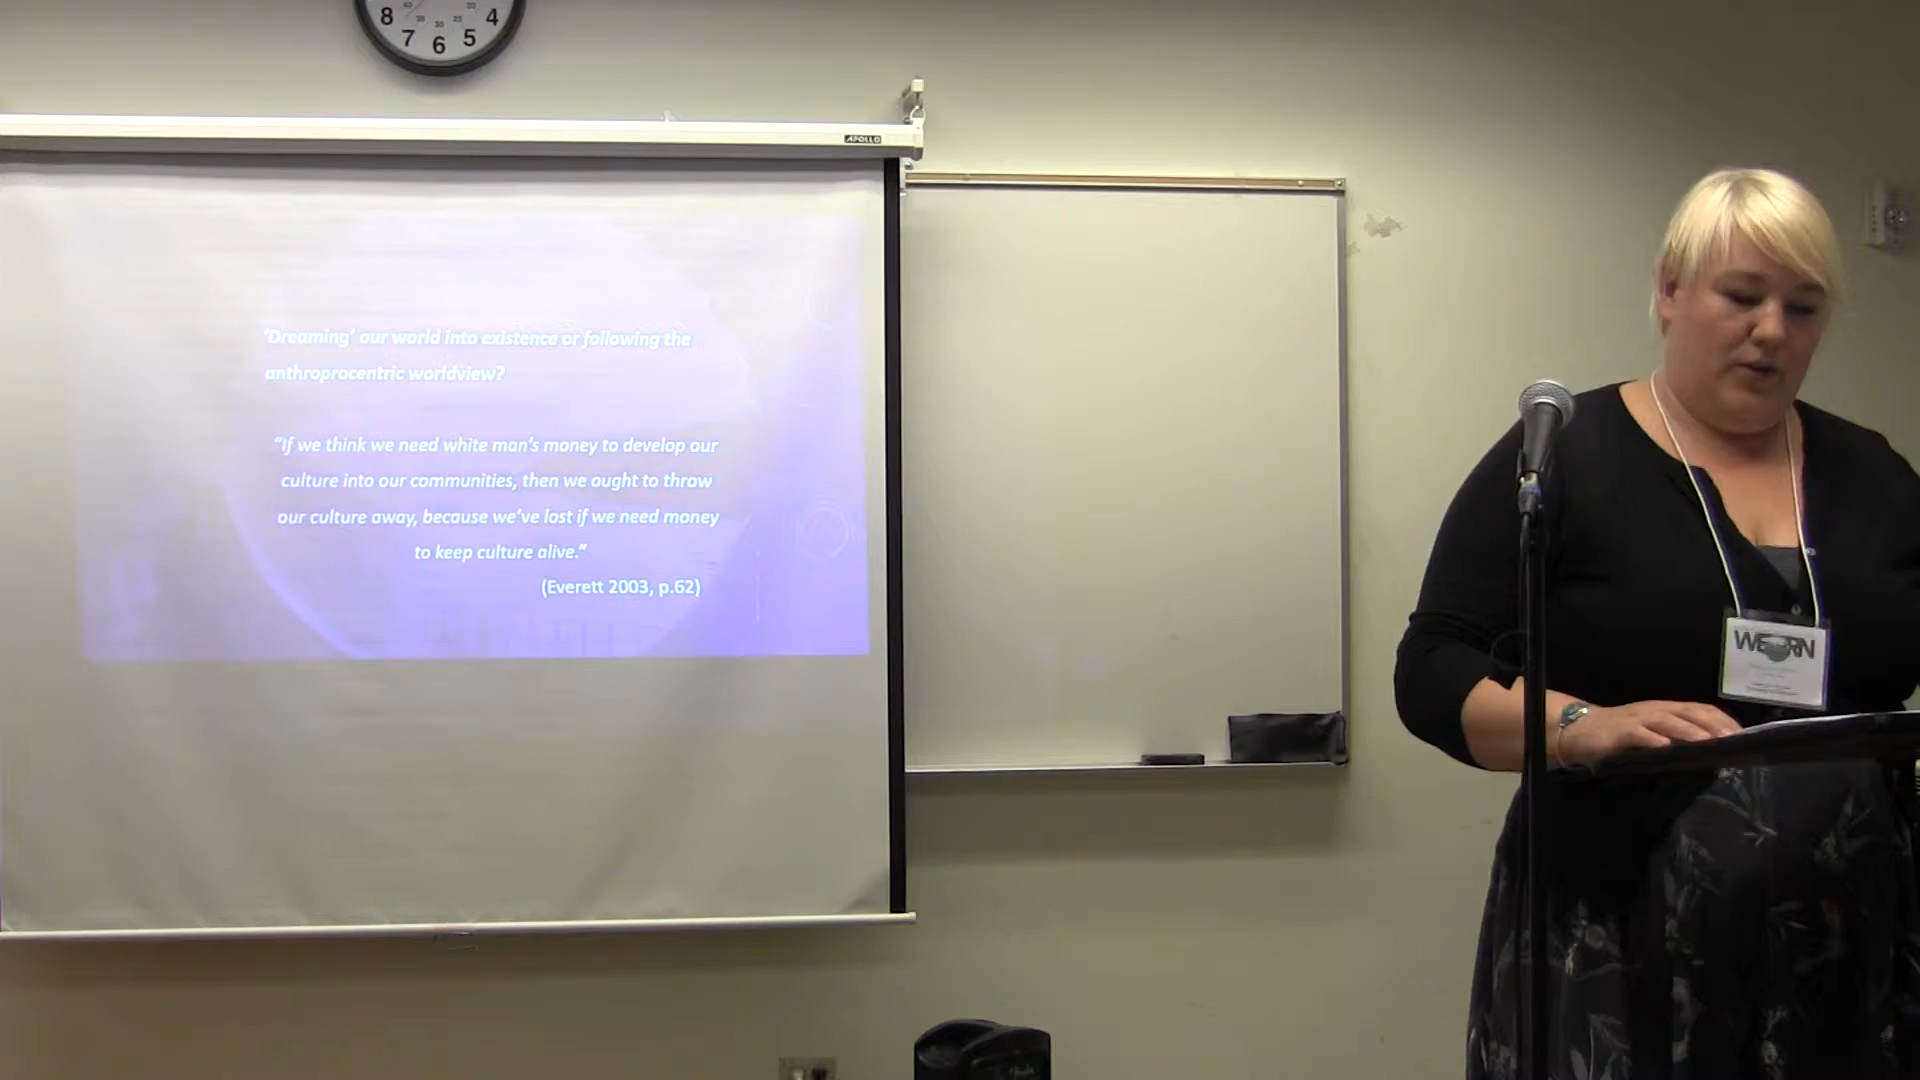 8 7 6 5 4
APOLLO
'Dreaming' our world into existence or following the
anthroprocentric worldview?
"If we think we need white man's money to develop our
culture into our communities, then we ought to throw
our culture away, because we've lost if we need money
to keep culture alive."
(Everett 2003, p.62)
Fender